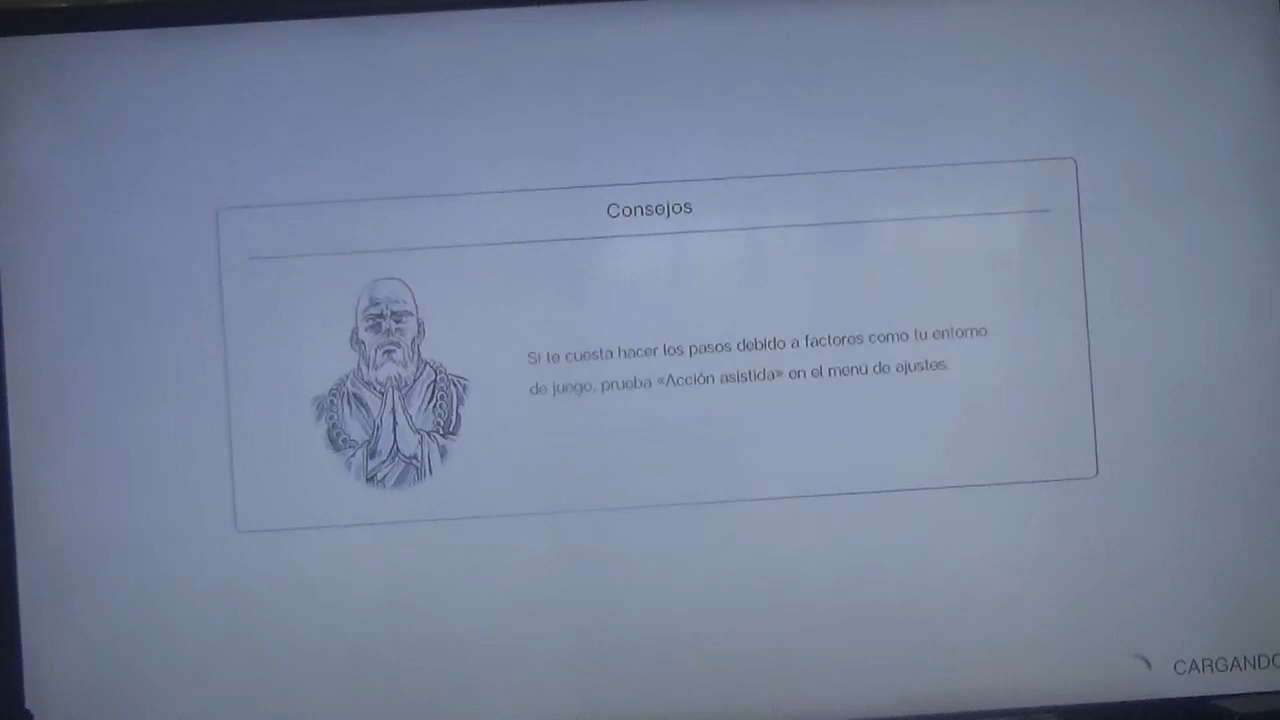 Consejos
Si te cuesta hacer los pasos debido a factores como tu entorno
de juego, prueba «Acción asistida» en el menú de ajustes.
CARGANDO